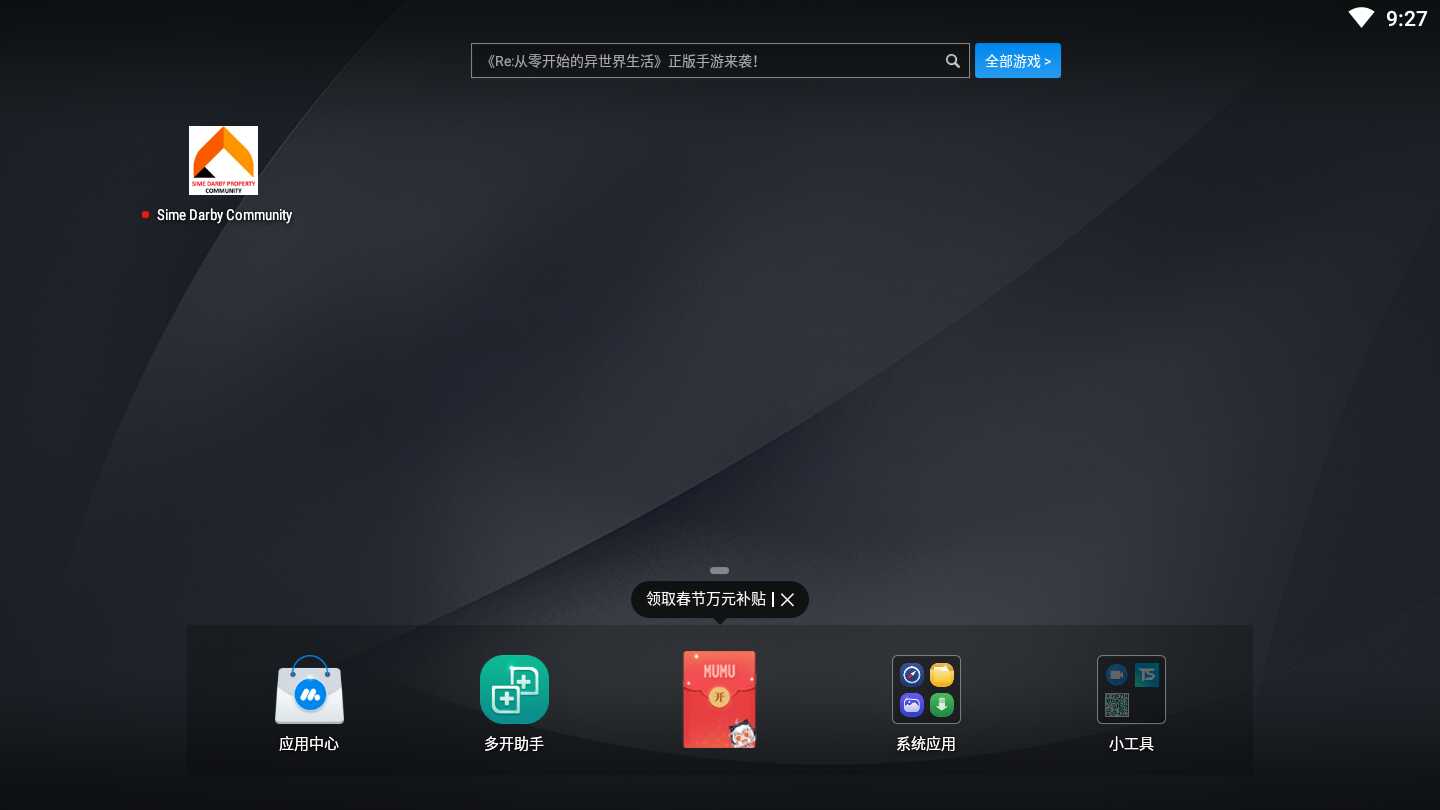 9:27
《Re:从零开始的异世界生活》正版手游来袭！
全部游戏 >
SIME DARBY PROPERTY
COMMUNITY
Sime Darby Community
领取春节万元补贴
MUMU
开
TS
应用中心
多开助手
系统应用
小工具